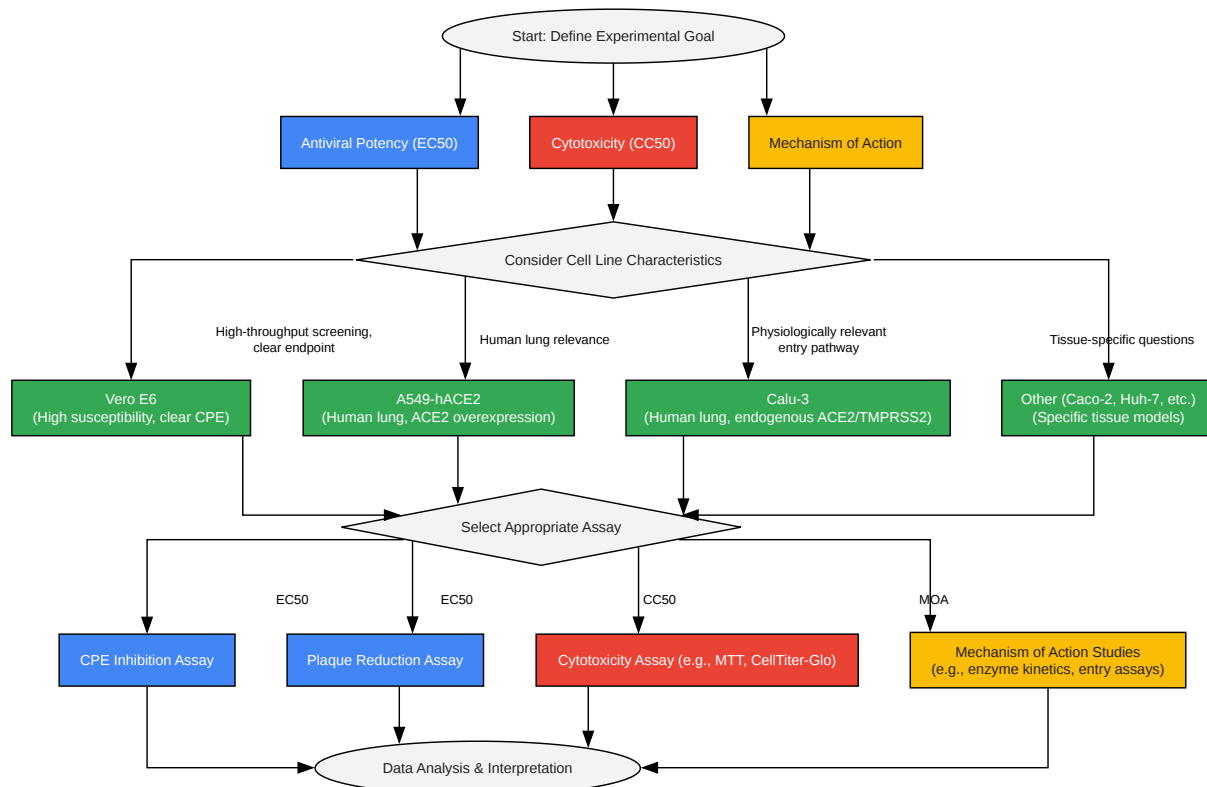 Start: Define Experimental Goal
Antiviral Potency (EC50)
Cytotoxicity (CC50)
Mechanism of Action
Consider Cell Line Characteristics
High-throughput screening,
clear endpoint
Human lung relevance
Physiologically relevant
entry pathway
Tissue-specific questions
Vero E6
(High susceptibility, clear CPE)
A549-hACE2
(Human lung, ACE2 overexpression)
Calu-3
(Human lung, endogenous ACE2/TMPRSS2)
Other (Caco-2, Huh-7, etc.)
(Specific tissue models)
Select Appropriate Assay
EC50
EC50
CC50
MOA
CPE Inhibition Assay
Plaque Reduction Assay
Cytotoxicity Assay (e.g., MTT, CellTiter-Glo)
Mechanism of Action Studies
(e.g., enzyme kinetics, entry assays)
Data Analysis & Interpretation